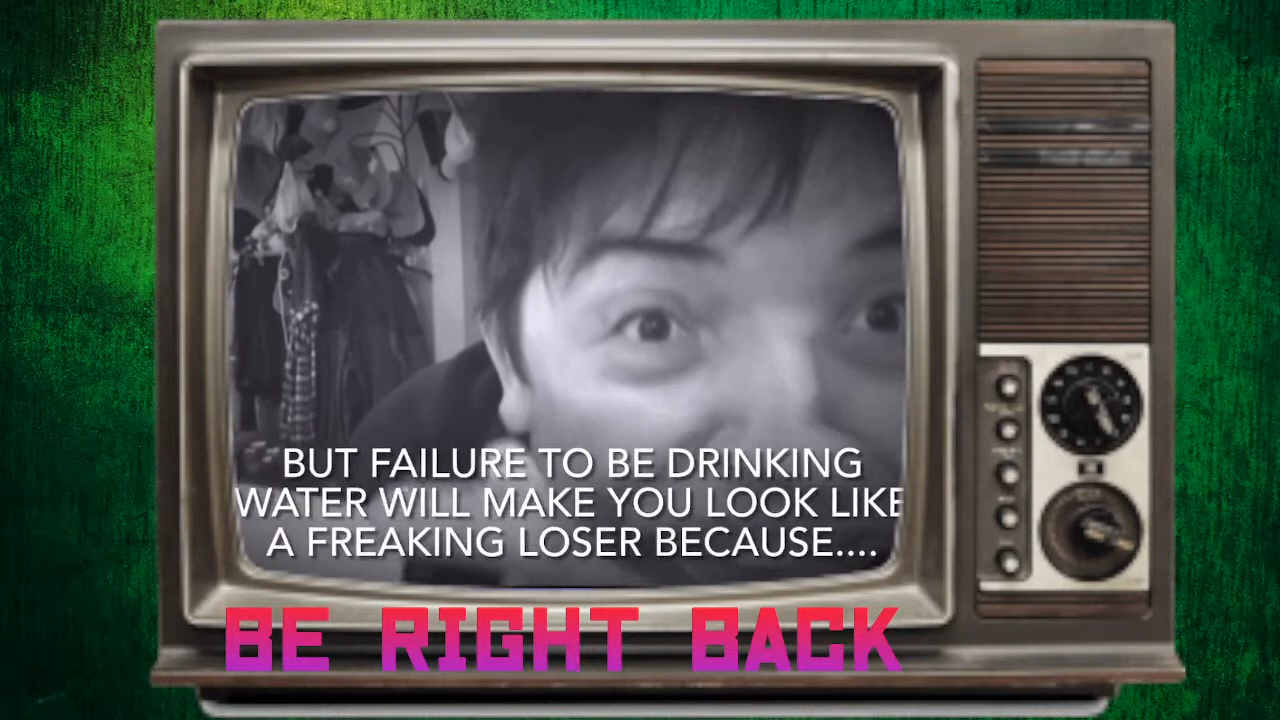 BUT FAILURE TO BE DRINKING
WATER WILL MAKE YOU LOOK LIKE
A FREAKING LOSER BECAUSE....
BE RIGHT BACK